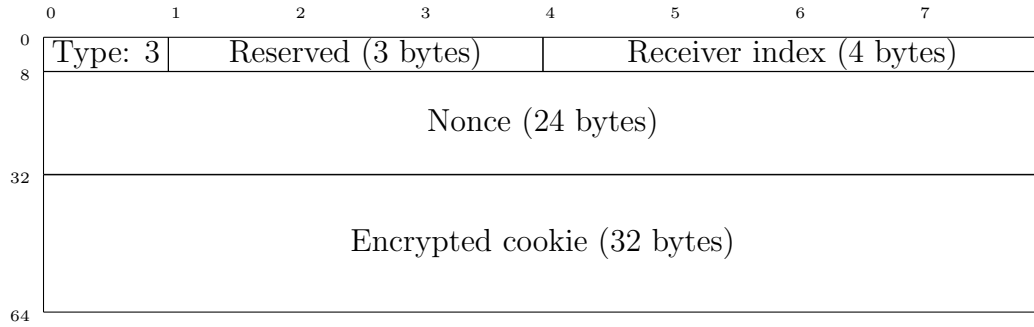 0 1 2 3 4 5 6 7
0 Type: 3 Reserved (3 bytes) Receiver index (4 bytes)
8
Nonce (24 bytes)
32
Encrypted cookie (32 bytes)
64